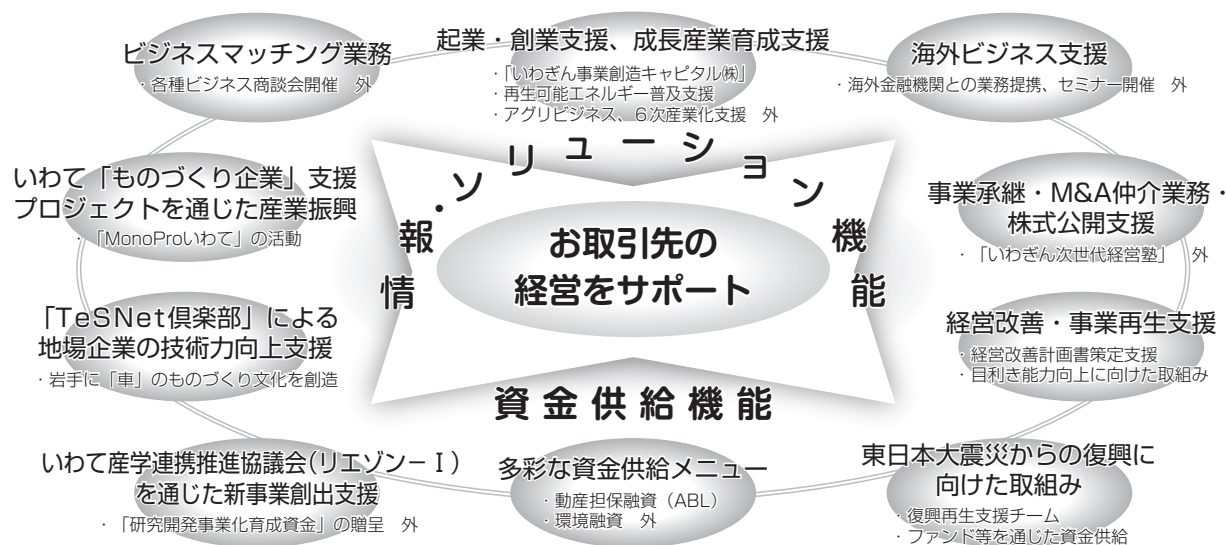 ビジネスマッチング業務
・各種ビジネス商談会開催　外
起業・創業支援、成長産業育成支援
・「いわぎん事業創造キャピタル㈱」
・再生可能エネルギー普及支援
・アグリビジネス、６次産業化支援　外
海外ビジネス支援
・海外金融機関との業務提携、セミナー開催　外
いわて「ものづくり企業」支援
プロジェクトを通じた産業振興
・「MonoProいわて」の活動
情報・ソリューション機能
お取引先の
経営をサポート
事業承継・M&A仲介業務・
株式公開支援
・「いわぎん次世代経営塾」　外
「TeSNet倶楽部」による
地場企業の技術力向上支援
・岩手に「車」のものづくり文化を創造
経営改善・事業再生支援
・経営改善計画書策定支援
・目利き能力向上に向けた取組み
資金供給機能
いわて産学連携推進協議会(リエゾン－Ⅰ)
を通じた新事業創出支援
・「研究開発事業化育成資金」の贈呈　外
多彩な資金供給メニュー
・動産担保融資（ABL）
・環境融資　外
東日本大震災からの復興に
向けた取組み
・復興再生支援チーム
・ファンド等を通じた資金供給